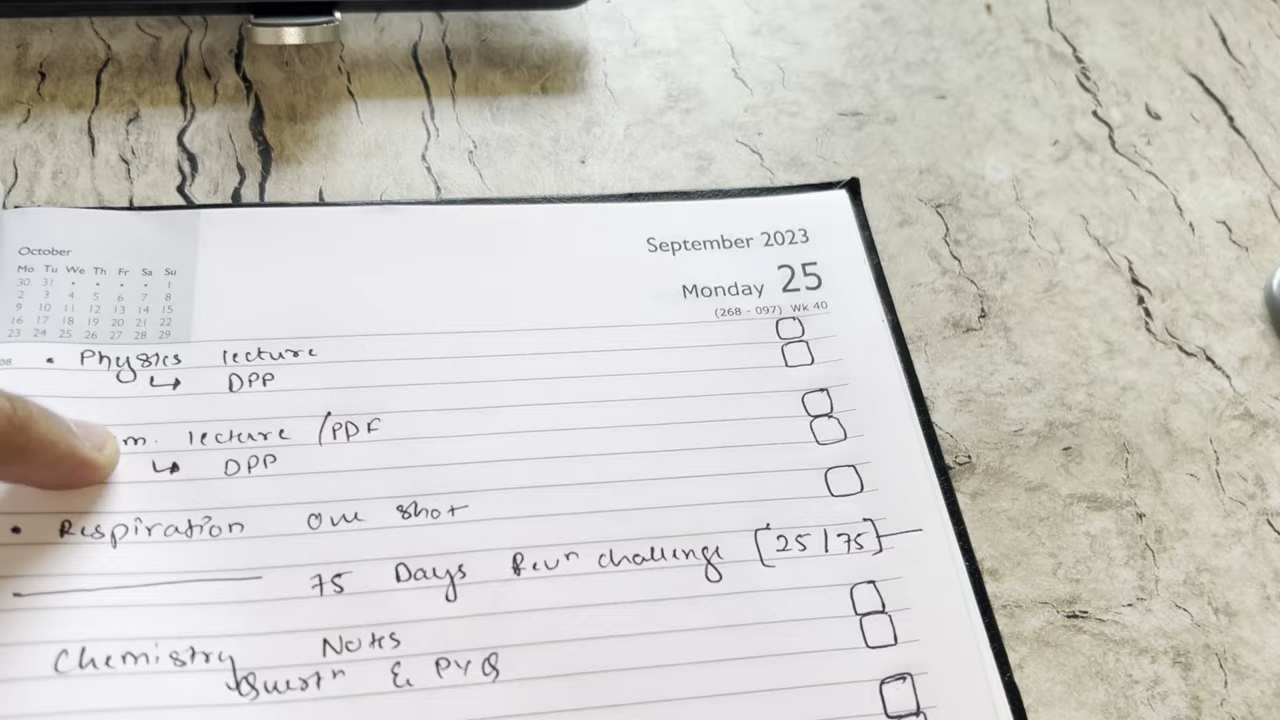 October
Mo Tu We Th Fr Sa Su
30 31 • • • • 1
2 3 4 5 6 7 8
9 10 11 12 13 14 15
16 17 18 19 20 21 22
23 24 25 26 27 28 29
September 2023
Monday 25
(268 - 097) Wk 40
08
• Physics lecture
↳ DPP
m. lecture /PDF
↳ DPP
• Respiration one shot
75 Days Revⁿ challenge [25/75]
Chemistry Notes
Questⁿ & PYQ